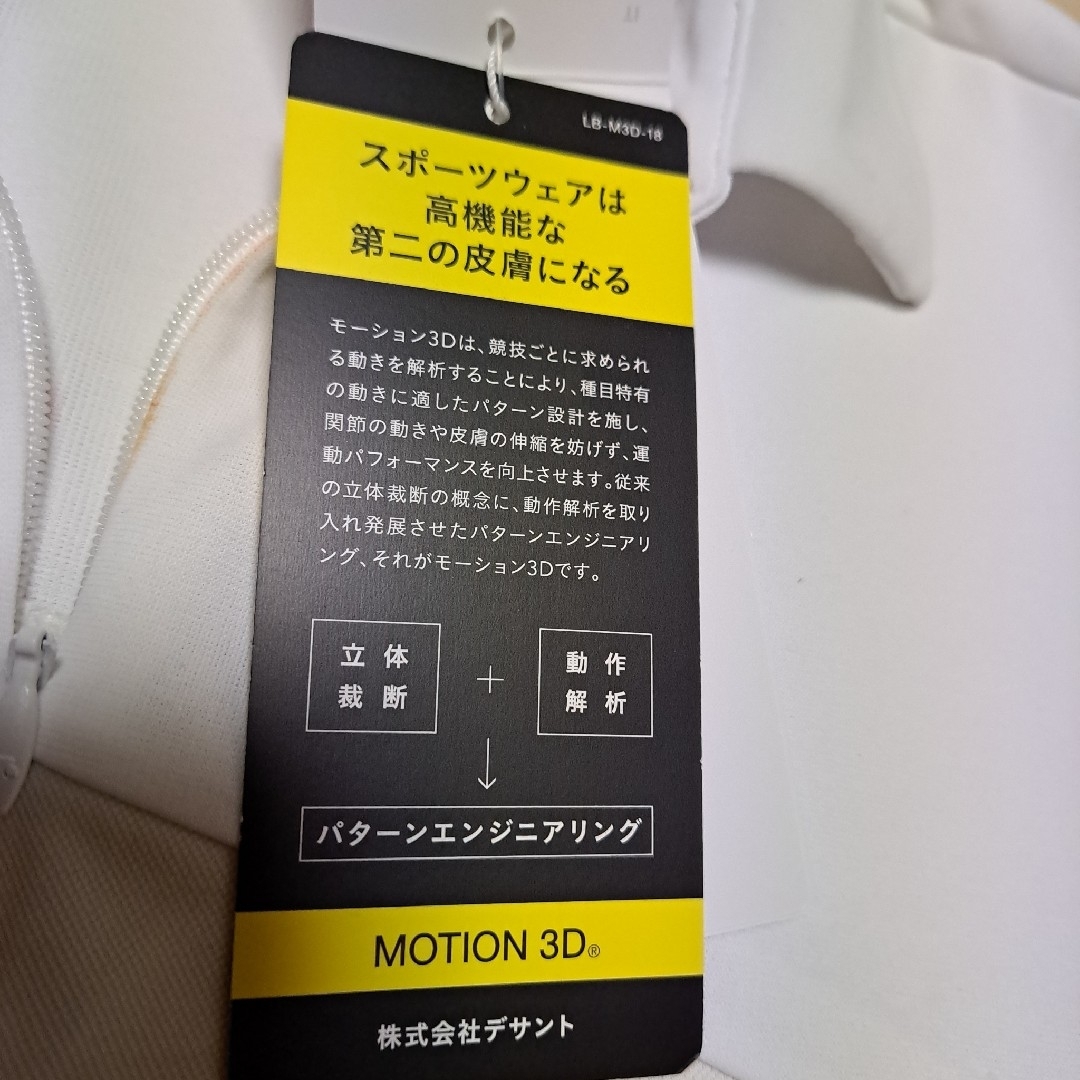 LB-M3D-18
スポーツウェアは
高機能な
第二の皮膚になる
モーション3Dは、競技ごとに求められ
る動きを解析することにより、種目特有
の動きに適したパターン設計を施し、
関節の動きや皮膚の伸縮を妨げず、運
動パフォーマンスを向上させます。従来
の立体裁断の概念に、動作解析を取り
入れ発展させたパターンエンジニアリ
ング、それがモーション3Dです。
立体
裁断
+
動作
解析
パターンエンジニアリング
MOTION 3D®
株式会社デサント